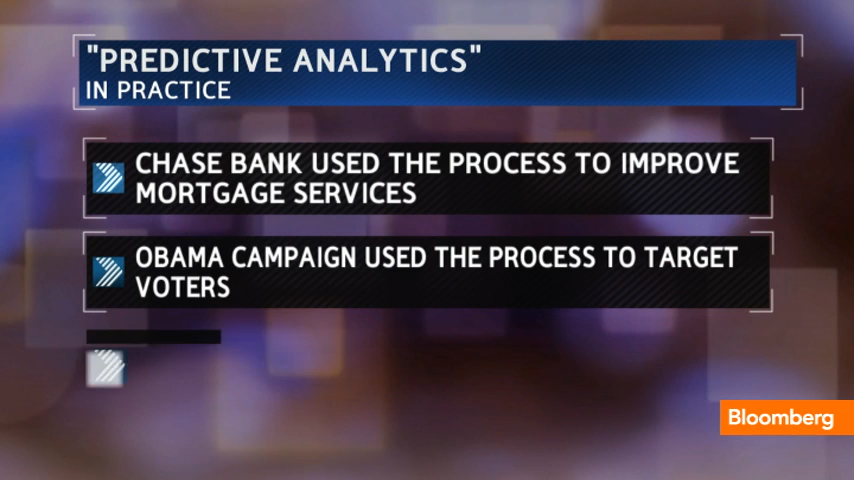 "PREDICTIVE ANALYTICS"
IN PRACTICE
CHASE BANK USED THE PROCESS TO IMPROVE
MORTGAGE SERVICES
OBAMA CAMPAIGN USED THE PROCESS TO TARGET
VOTERS
Bloomberg